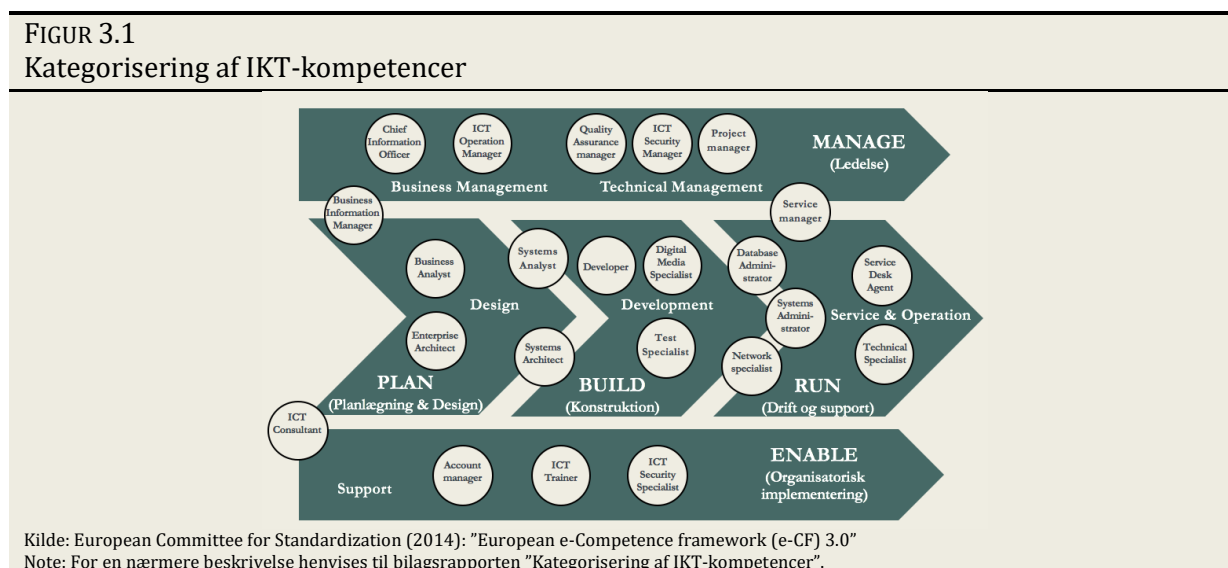 FIGUR 3.1
Kategorisering af IKT-kompetencer
Chief
Information
Officer
ICT
Operation
Manager
Quality
Assurance
manager
ICT
Security
Manager
Project
manager
MANAGE
(Ledelse)
Business Management
Technical Management
Business
Information
Manager
Service
manager
Business
Analyst
Systems
Analyst
Developer
Digital
Media
Specialist
Database
Admini-
strator
Service
Desk
Agent
Design
Development
Systems
Admini-
strator
Service & Operation
Enterprise
Architect
Systems
Architect
Test
Specialist
Network
specialist
Technical
Specialist
PLAN
(Planlægning & Design)
BUILD
(Konstruktion)
RUN
(Drift og support)
ICT
Consultant
Support
Account
manager
ICT
Trainer
ICT
Security
Specialist
ENABLE
(Organisatorisk
implementering)
Kilde: European Committee for Standardization (2014): ”European e-Competence framework (e-CF) 3.0”
Note: For en nærmere beskrivelse henvises til bilagsrapporten ”Kategorisering af IKT-kompetencer”.